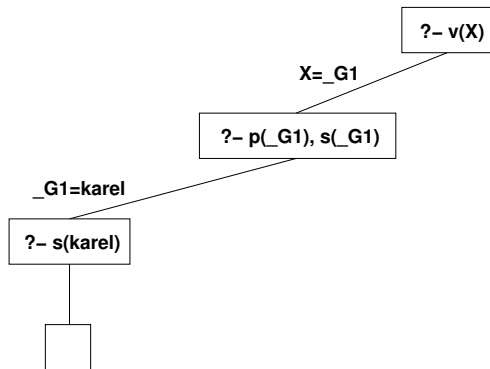 ?– v(X)
X=_G1
?– p(_G1), s(_G1)
_G1=karel
?– s(karel)